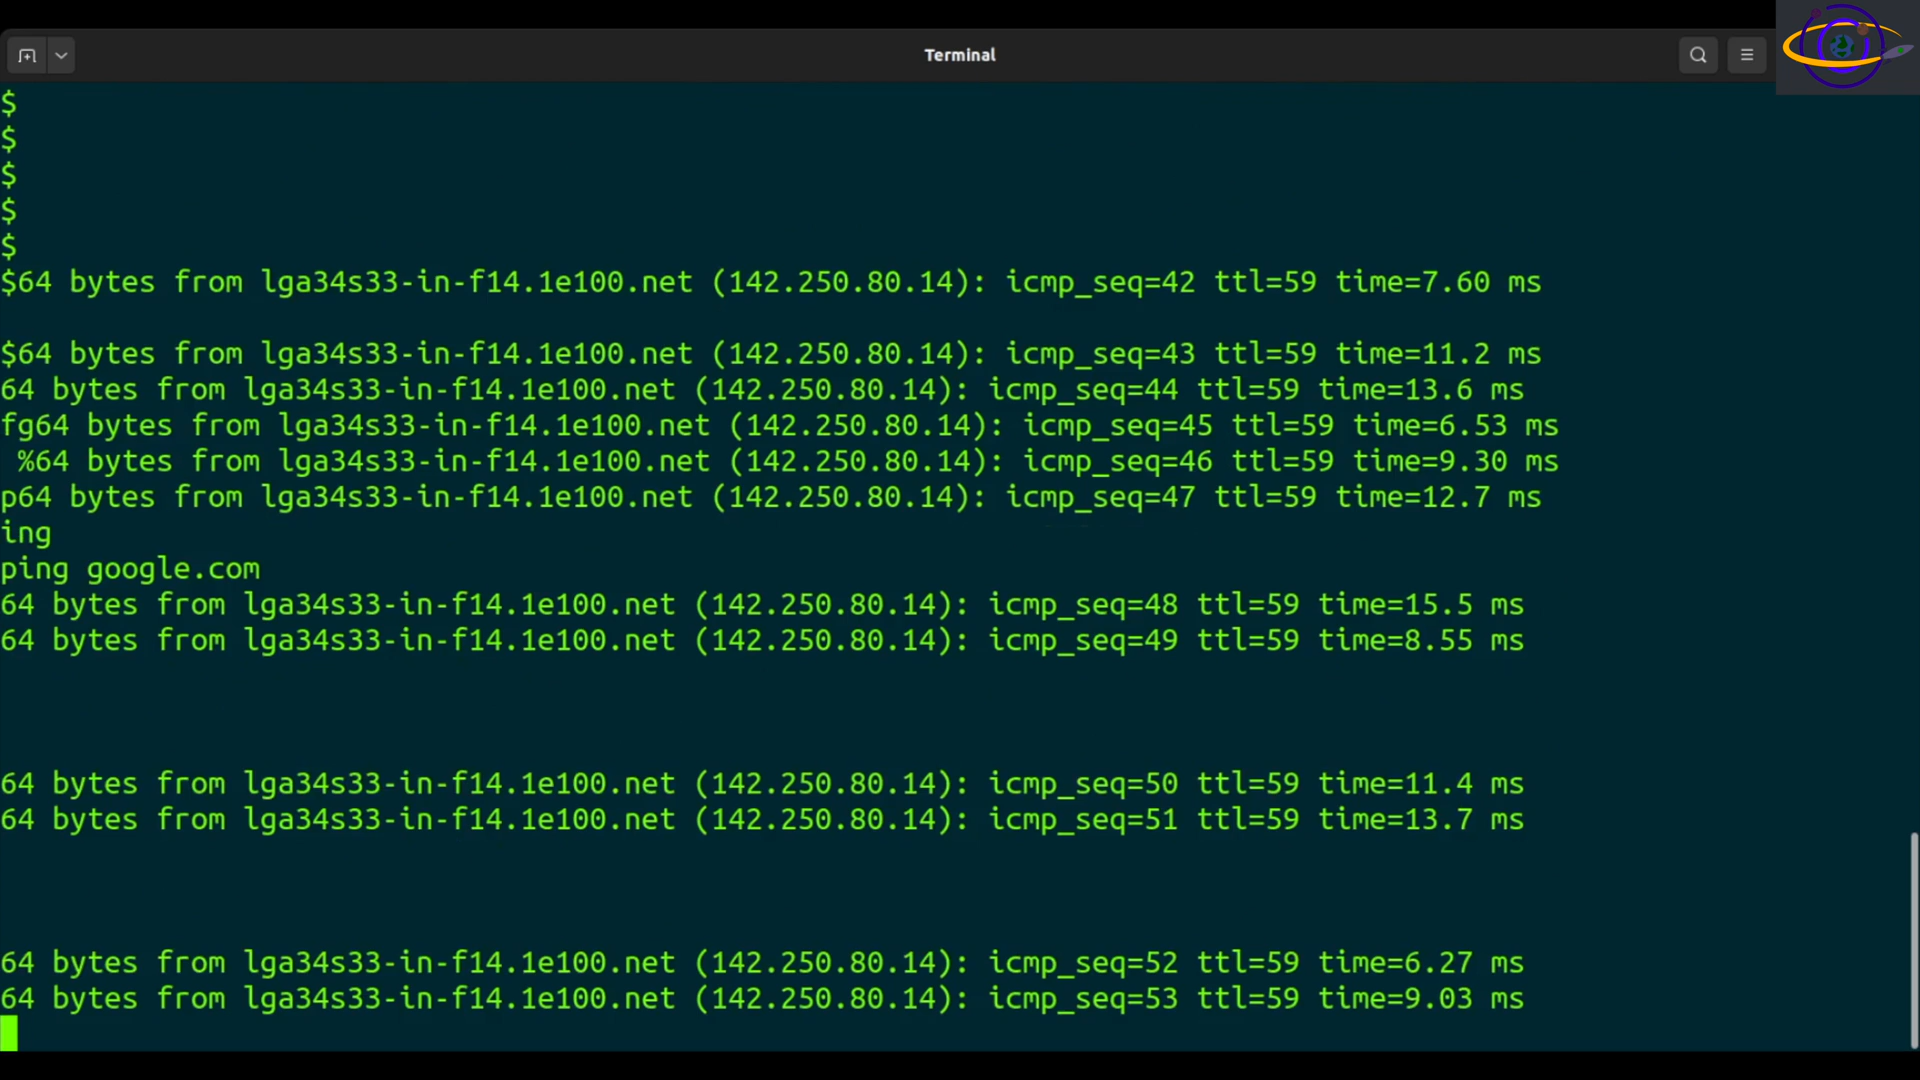 Terminal
$
$
$
$
$
$64 bytes from lga34s33-in-f14.1e100.net (142.250.80.14): icmp_seq=42 ttl=59 time=7.60 ms
$64 bytes from lga34s33-in-f14.1e100.net (142.250.80.14): icmp_seq=43 ttl=59 time=11.2 ms
64 bytes from lga34s33-in-f14.1e100.net (142.250.80.14): icmp_seq=44 ttl=59 time=13.6 ms
fg64 bytes from lga34s33-in-f14.1e100.net (142.250.80.14): icmp_seq=45 ttl=59 time=6.53 ms
%64 bytes from lga34s33-in-f14.1e100.net (142.250.80.14): icmp_seq=46 ttl=59 time=9.30 ms
p64 bytes from lga34s33-in-f14.1e100.net (142.250.80.14): icmp_seq=47 ttl=59 time=12.7 ms
ing
ping google.com
64 bytes from lga34s33-in-f14.1e100.net (142.250.80.14): icmp_seq=48 ttl=59 time=15.5 ms
64 bytes from lga34s33-in-f14.1e100.net (142.250.80.14): icmp_seq=49 ttl=59 time=8.55 ms
64 bytes from lga34s33-in-f14.1e100.net (142.250.80.14): icmp_seq=50 ttl=59 time=11.4 ms
64 bytes from lga34s33-in-f14.1e100.net (142.250.80.14): icmp_seq=51 ttl=59 time=13.7 ms
64 bytes from lga34s33-in-f14.1e100.net (142.250.80.14): icmp_seq=52 ttl=59 time=6.27 ms
64 bytes from lga34s33-in-f14.1e100.net (142.250.80.14): icmp_seq=53 ttl=59 time=9.03 ms